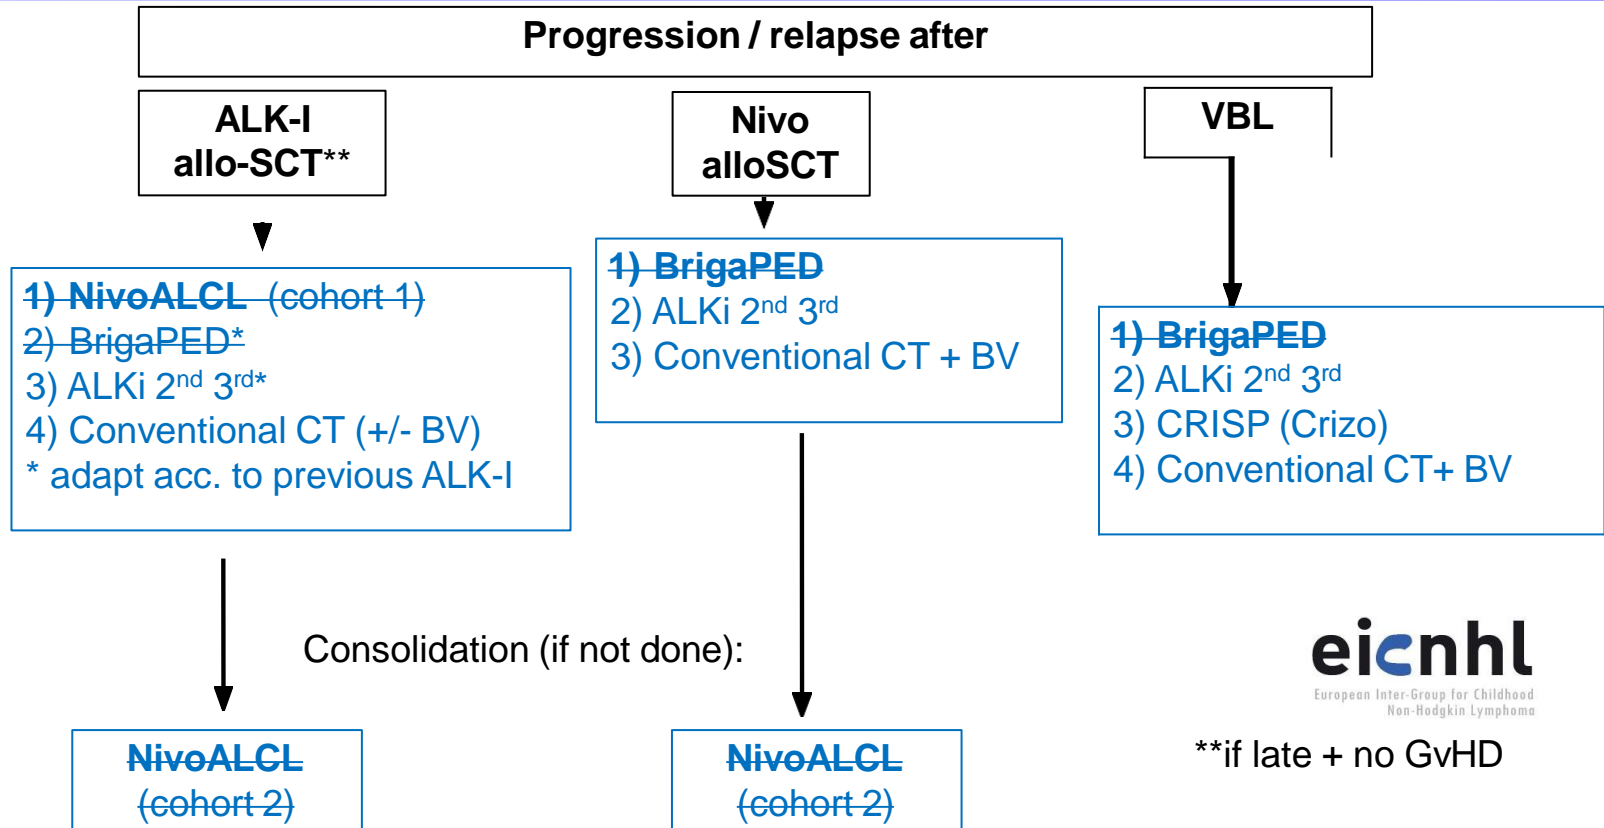 Progression / relapse after
ALK-I
allo-SCT**
Nivo
alloSCT
VBL
1) NivoALCL (cohort 1)
2) BrigaPED*
3) ALKi 2nd 3rd*
4) Conventional CT (+/- BV)
* adapt acc. to previous ALK-I
1) BrigaPED
2) ALKi 2nd 3rd
3) Conventional CT + BV
1) BrigaPED
2) ALKi 2nd 3rd
3) CRISP (Crizo)
4) Conventional CT+ BV
Consolidation (if not done):
NivoALCL
(cohort 2)
NivoALCL
(cohort 2)
eicnhl
European Inter-Group for Childhood
Non-Hodgkin Lymphoma
**if late + no GvHD